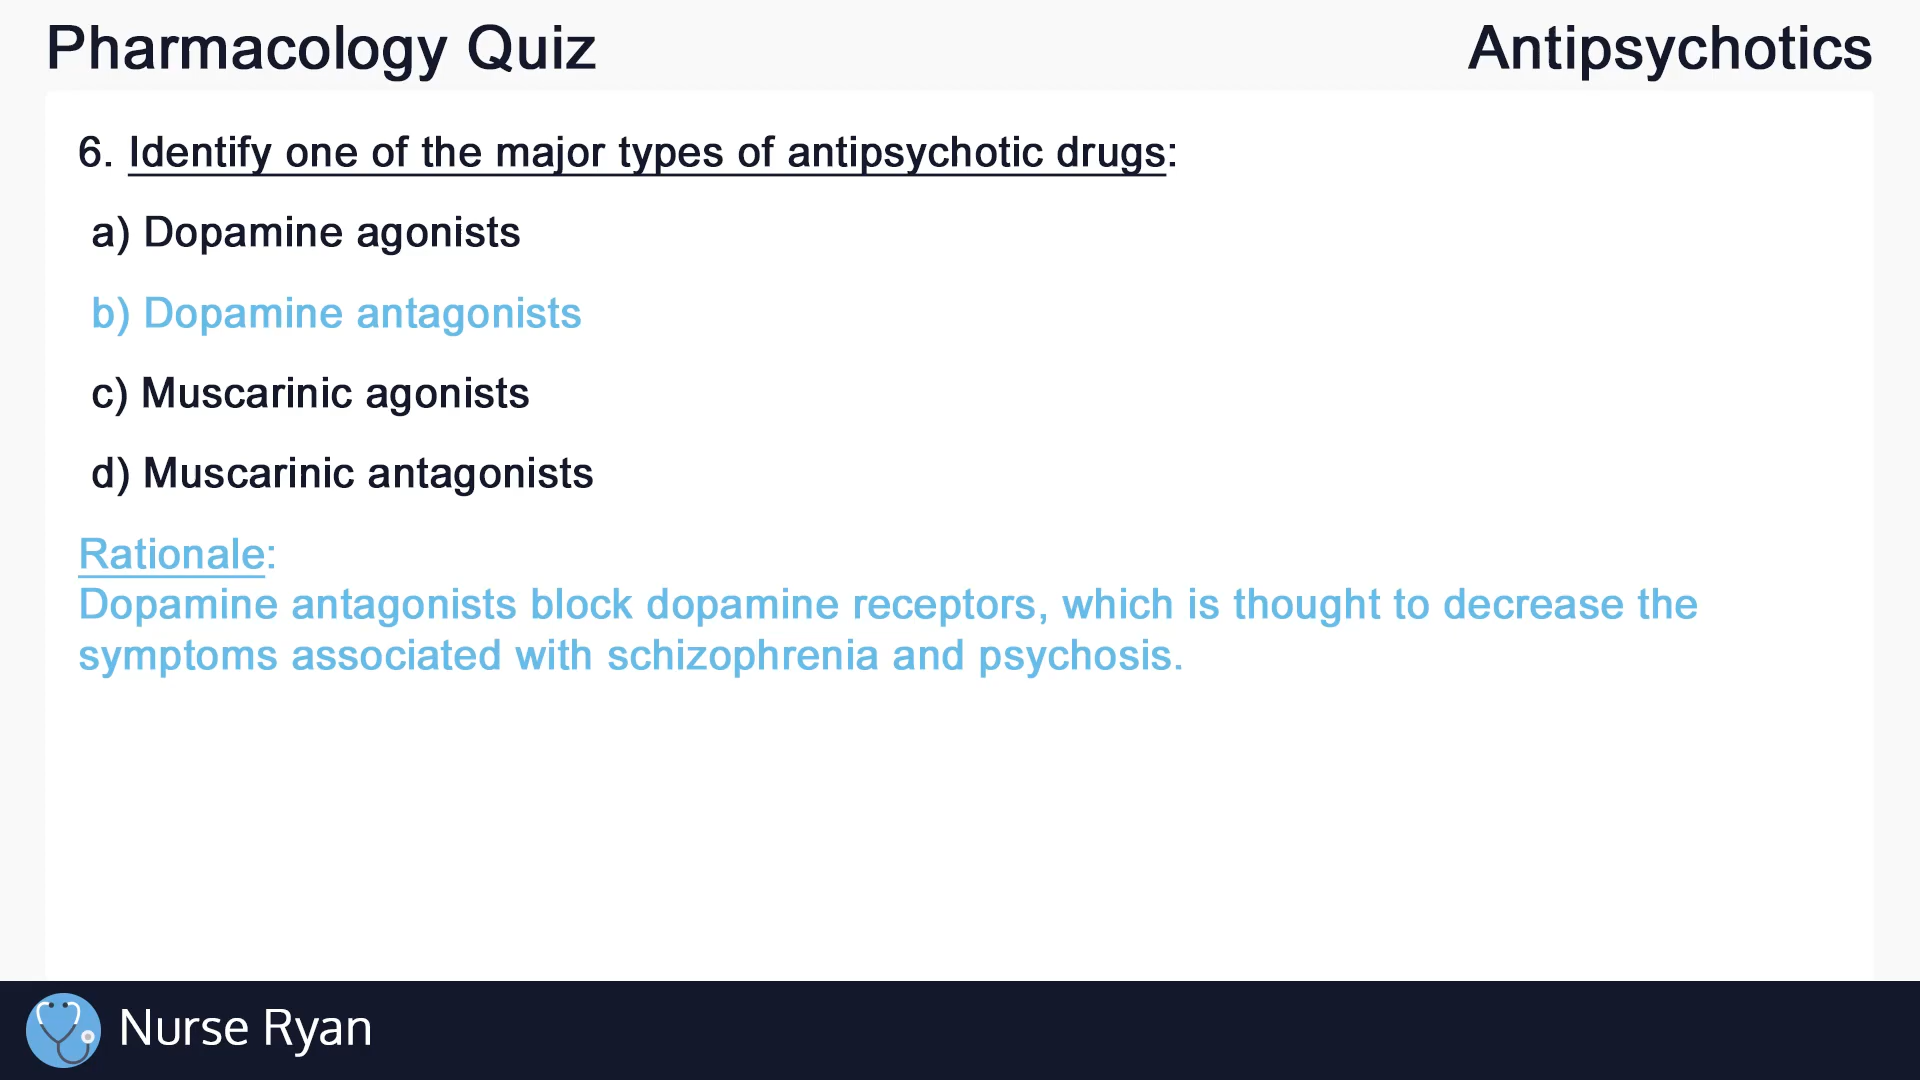 Pharmacology Quiz
Antipsychotics
6. Identify one of the major types of antipsychotic drugs:
a) Dopamine agonists
b) Dopamine antagonists
c) Muscarinic agonists
d) Muscarinic antagonists
Rationale:
Dopamine antagonists block dopamine receptors, which is thought to decrease the
symptoms associated with schizophrenia and psychosis.
Nurse Ryan